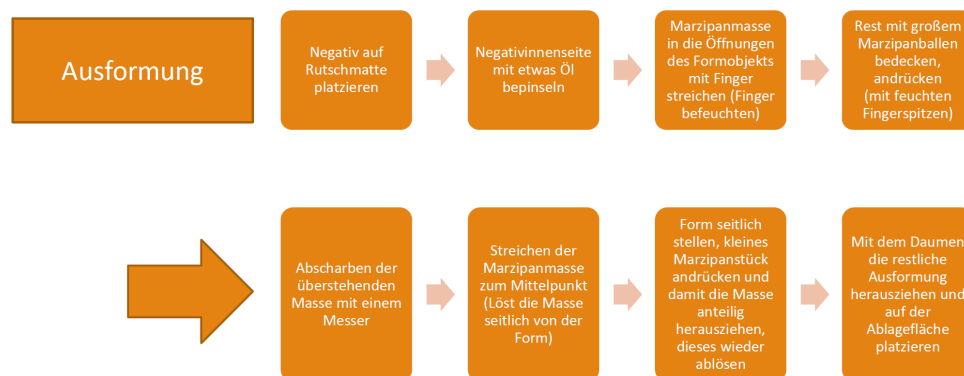 Ausformung
Negativ auf
Rutschmatte
platzieren
Negativinnenseite
mit etwas Öl
bepinseln
Marzipanmasse
in die Öffnungen
des Formobjekts
mit Finger
streichen (Finger
befeuchten)
Rest mit großem
Marzipanballen
bedecken,
andrücken
(mit feuchten
Fingerspitzen)
Abscharben der
überstehenden
Masse mit einem
Messer
Streichen der
Marzipanmasse
zum Mittelpunkt
(Löst die Masse
seitlich von der
Form)
Form seitlich
stellen, kleines
Marzipanstück
andrücken und
damit die Masse
anteilig
herausziehen,
dieses wieder
ablösen
Mit dem Daumen
die restliche
Ausformung
herausziehen und
auf der
Ablagefläche
platzieren